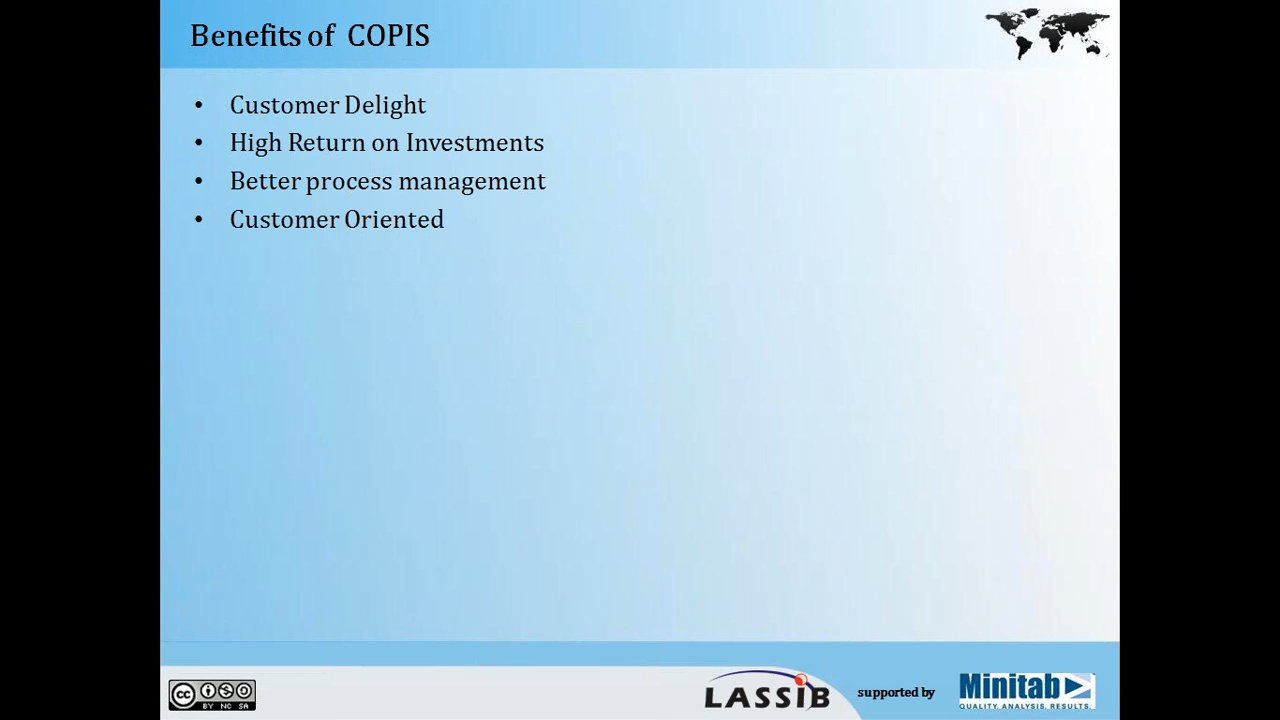 Benefits of COPIS
• Customer Delight
• High Return on Investments
• Better process management
• Customer Oriented
cc BY NC SA
LASSIB supported by Minitab
QUALITY. ANALYSIS. RESULTS.